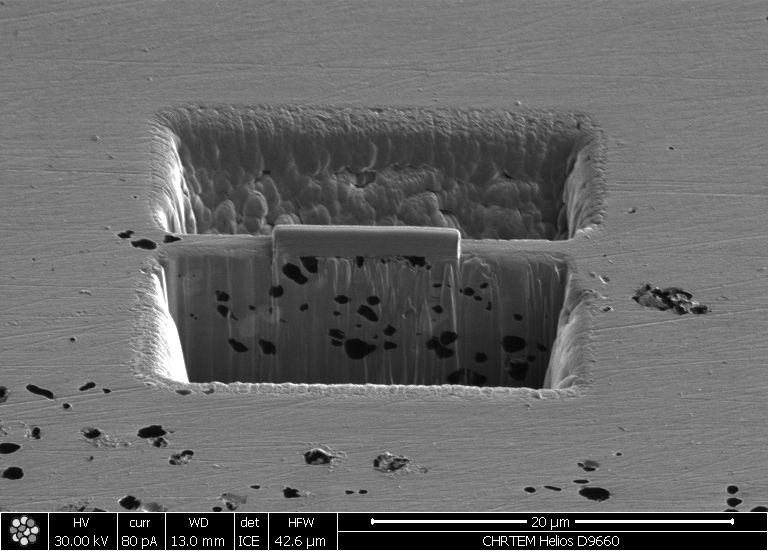 HV curr WD det HFW 20 µm
30.00 kV 80 pA 13.0 mm ICE 42.6 µm CHRTEM Helios D9660